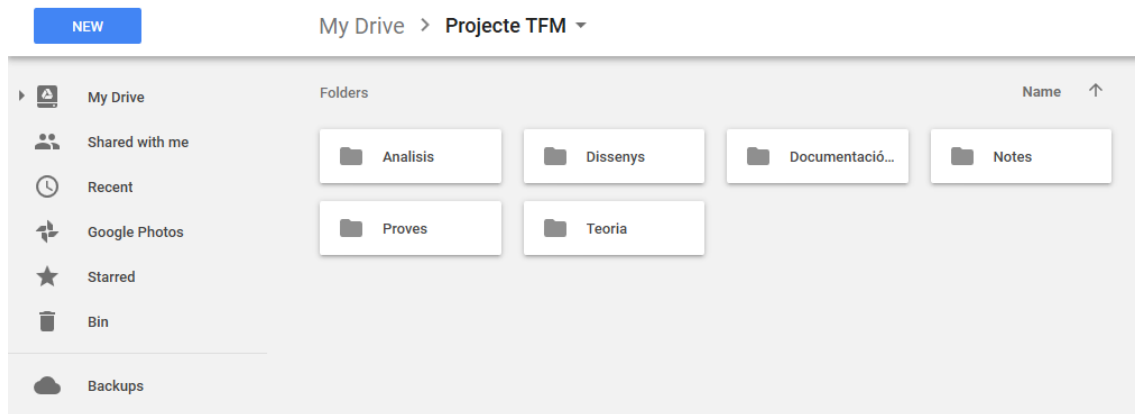 NEW
My Drive > Projecte TFM
My Drive
Shared with me
Recent
Google Photos
Starred
Bin
Backups
Folders
Name
Analisis
Dissenys
Documentació...
Notes
Proves
Teoria